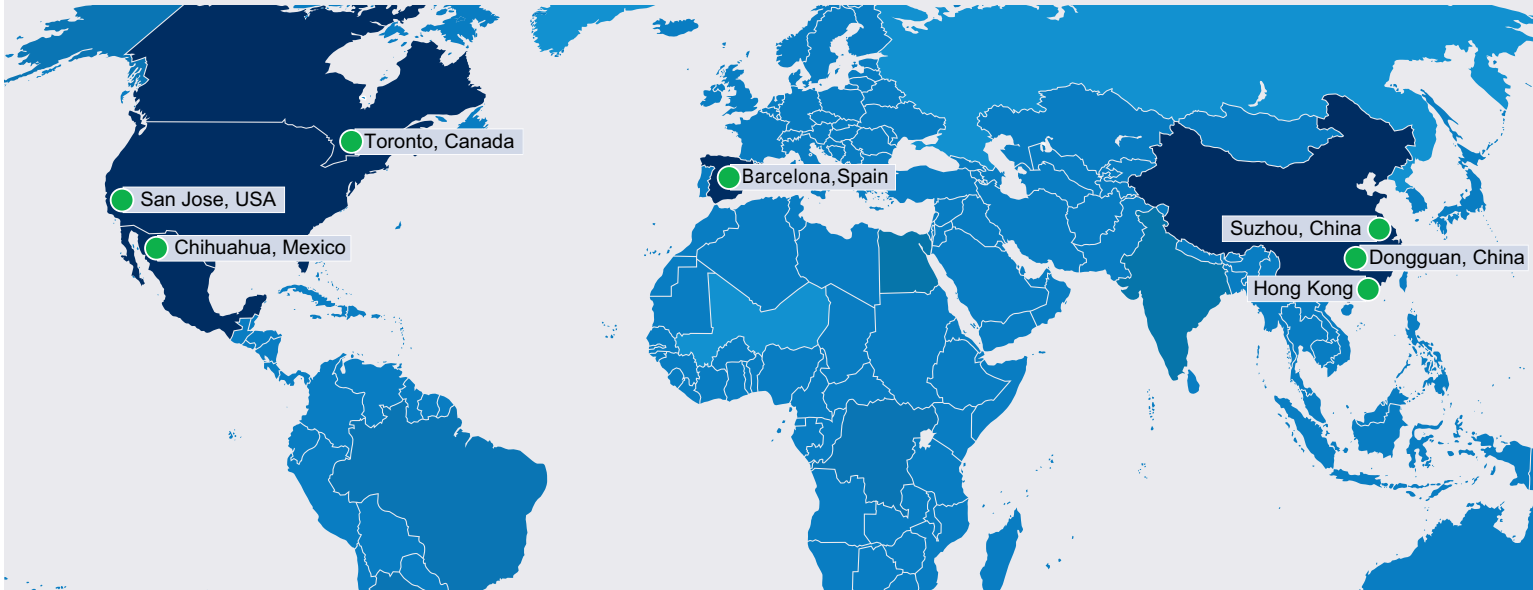 Toronto, Canada
San Jose, USA
Chihuahua, Mexico
Barcelona,Spain
Suzhou, China
Dongguan, China
Hong Kong